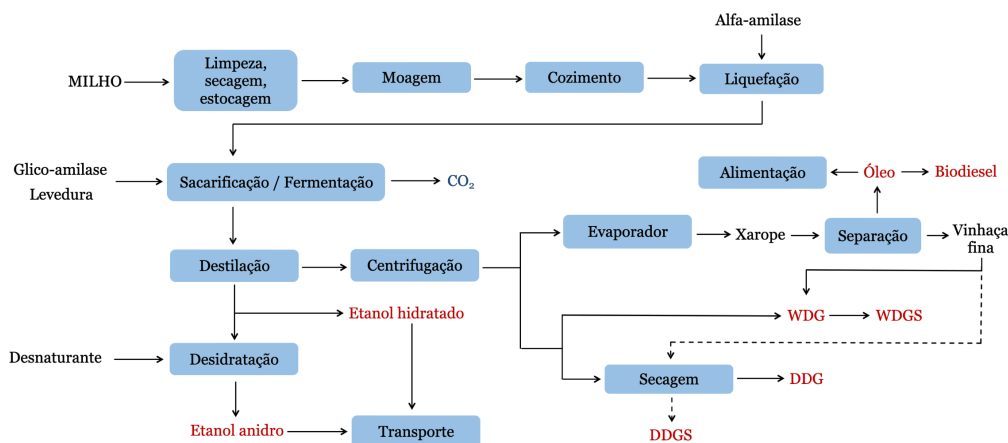 Alfa-amilase
MILHO
Limpeza,
secagem,
estocagem
Moagem
Cozimento
Liquefação
Glico-amilase
Levedura
Sacarificação / Fermentação
CO₂
Alimentação
Óleo
Biodiesel
Destilação
Centrifugação
Evaporador
Xarope
Separação
Vinhaça
fina
Etanol hidratado
WDG
WDGS
Desnaturante
Desidratação
Secagem
DDG
Etanol anidro
Transporte
DDGS